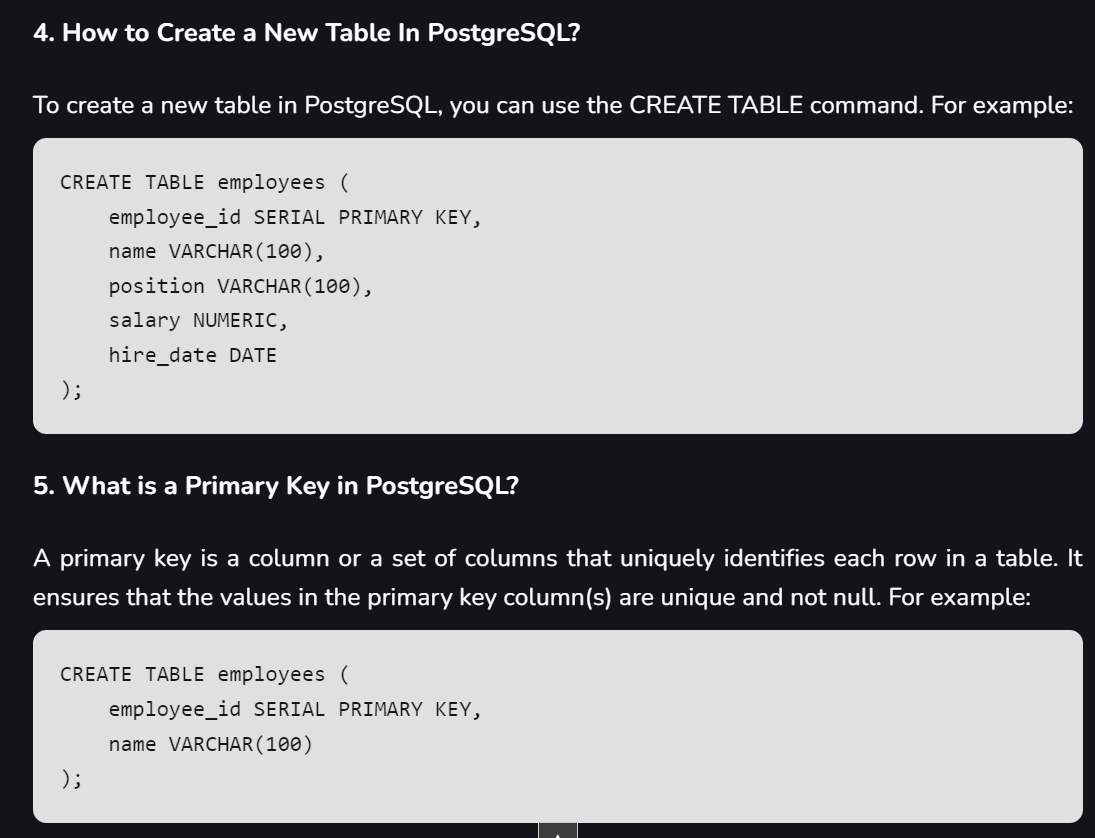 4. How to Create a New Table In PostgreSQL?
To create a new table in PostgreSQL, you can use the CREATE TABLE command. For example:
CREATE TABLE employees (
    employee_id SERIAL PRIMARY KEY,
    name VARCHAR(100),
    position VARCHAR(100),
    salary NUMERIC,
    hire_date DATE
);
5. What is a Primary Key in PostgreSQL?
A primary key is a column or a set of columns that uniquely identifies each row in a table. It
ensures that the values in the primary key column(s) are unique and not null. For example:
CREATE TABLE employees (
    employee_id SERIAL PRIMARY KEY,
    name VARCHAR(100)
);